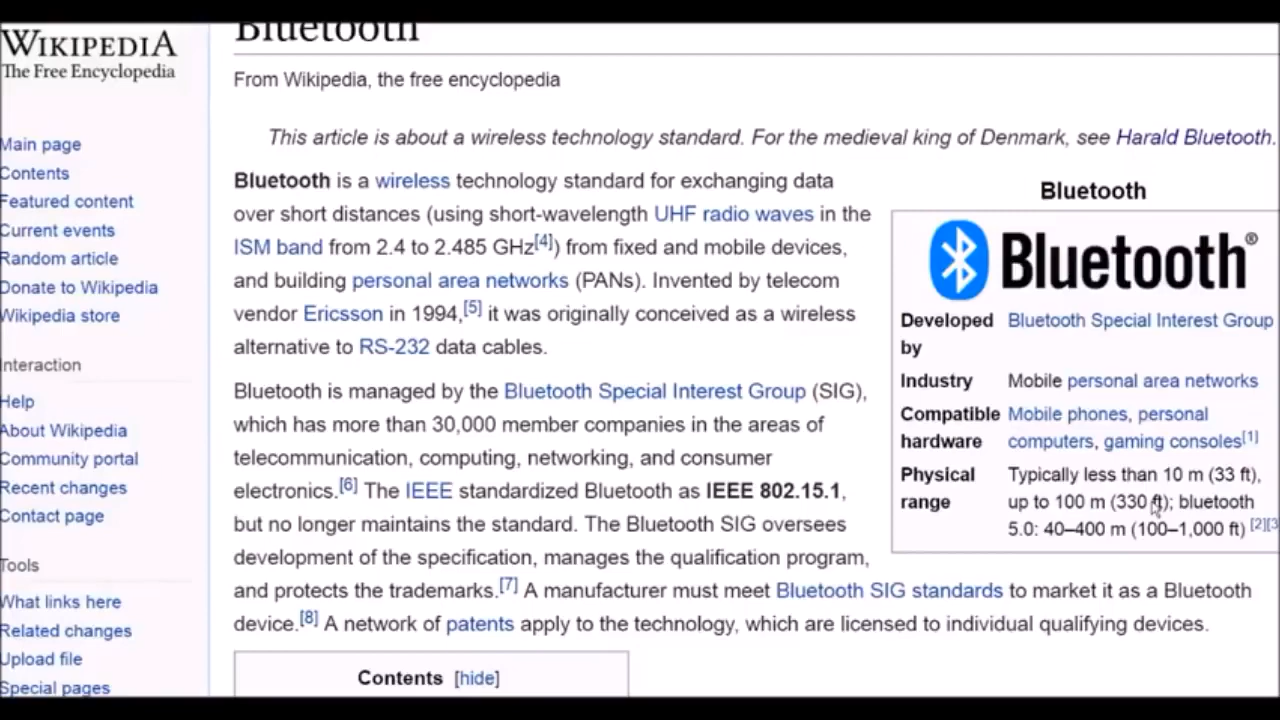 Bluetooth
WIKIPEDIA
The Free Encyclopedia
From Wikipedia, the free encyclopedia
This article is about a wireless technology standard. For the medieval king of Denmark, see Harald Bluetooth.
Main page
Contents
Featured content
Current events
Random article
Donate to Wikipedia
Wikipedia store
Interaction
Help
About Wikipedia
Community portal
Recent changes
Contact page
Tools
What links here
Related changes
Upload file
Special pages
Bluetooth is a wireless technology standard for exchanging data
over short distances (using short-wavelength UHF radio waves in the
ISM band from 2.4 to 2.485 GHz[4]) from fixed and mobile devices,
and building personal area networks (PANs). Invented by telecom
vendor Ericsson in 1994,[5] it was originally conceived as a wireless
alternative to RS-232 data cables.
Bluetooth is managed by the Bluetooth Special Interest Group (SIG),
which has more than 30,000 member companies in the areas of
telecommunication, computing, networking, and consumer
electronics.[6] The IEEE standardized Bluetooth as IEEE 802.15.1,
but no longer maintains the standard. The Bluetooth SIG oversees
development of the specification, manages the qualification program,
and protects the trademarks.[7] A manufacturer must meet Bluetooth SIG standards to market it as a Bluetooth
device.[8] A network of patents apply to the technology, which are licensed to individual qualifying devices.
Bluetooth
Bluetooth®
Developed by Bluetooth Special Interest Group
Industry Mobile personal area networks
Compatible hardware Mobile phones, personal
computers, gaming consoles[1]
Physical range Typically less than 10 m (33 ft),
up to 100 m (330 ft); bluetooth
5.0: 40–400 m (100–1,000 ft) [2][3
Contents [hide]